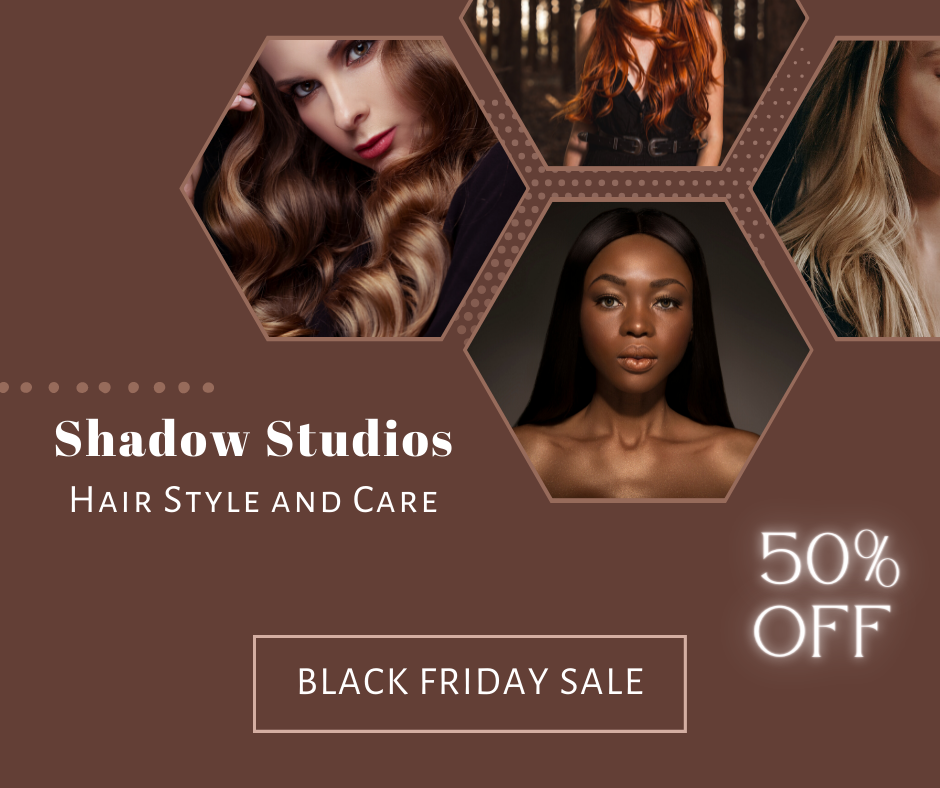 Shadow Studios
Hair Style and Care
50%
OFF
BLACK FRIDAY SALE